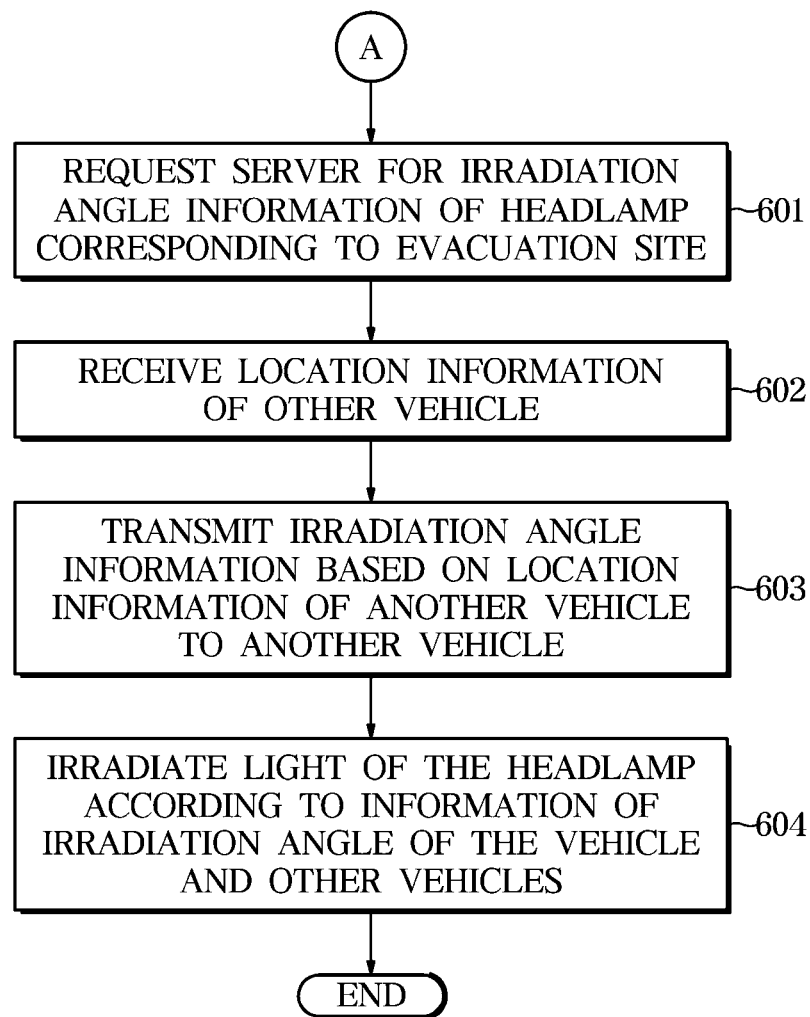 A
REQUEST SERVER FOR IRRADIATION
ANGLE INFORMATION OF HEADLAMP
CORRESPONDING TO EVACUATION SITE
601
RECEIVE LOCATION INFORMATION
OF OTHER VEHICLE
602
TRANSMIT IRRADIATION ANGLE
INFORMATION BASED ON LOCATION
INFORMATION OF ANOTHER VEHICLE
TO ANOTHER VEHICLE
603
IRRADIATE LIGHT OF THE HEADLAMP
ACCORDING TO INFORMATION OF
IRRADIATION ANGLE OF THE VEHICLE
AND OTHER VEHICLES
604
END